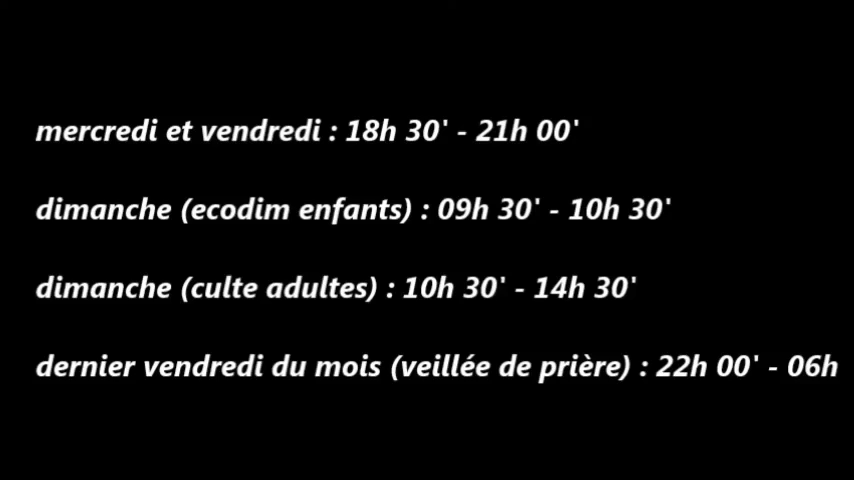 mercredi et vendredi : 18h 30' - 21h 00'
dimanche (ecodim enfants) : 09h 30' - 10h 30'
dimanche (culte adultes) : 10h 30' - 14h 30'
dernier vendredi du mois (veillée de prière) : 22h 00' - 06h